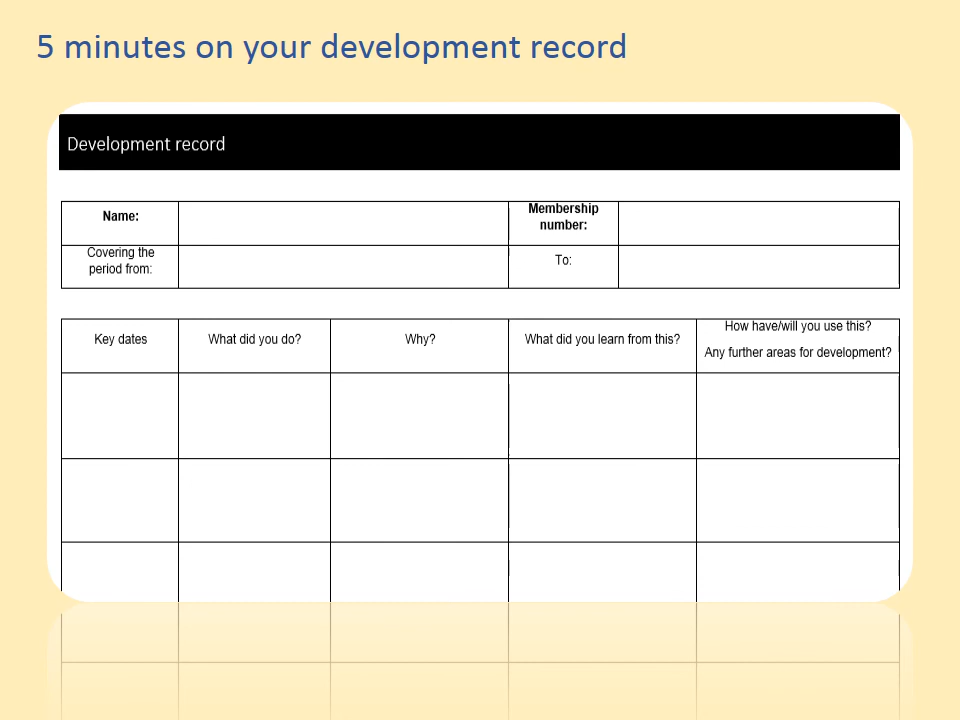 5 minutes on your development record
Development record
Name:
Membership
number:
Covering the
period from:
To:
Key dates
What did you do?
Why?
What did you learn from this?
How have/will you use this?
Any further areas for development?